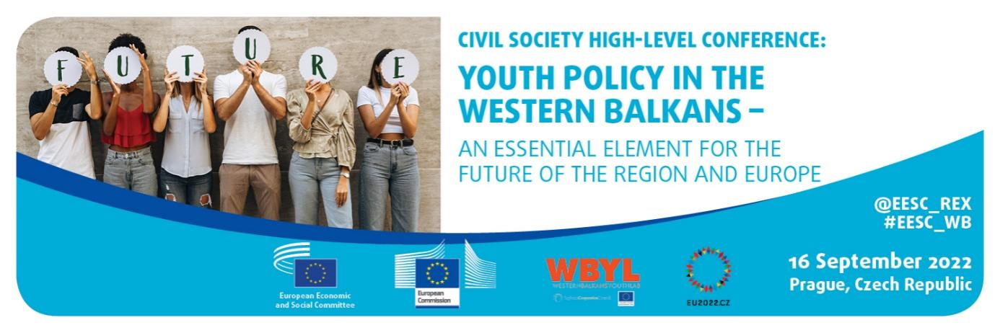 F U T U R E
CIVIL SOCIETY HIGH-LEVEL CONFERENCE:
YOUTH POLICY IN THE
WESTERN BALKANS –
AN ESSENTIAL ELEMENT FOR THE
FUTURE OF THE REGION AND EUROPE
@EESC_REX
#EESC_WB
16 September 2022
Prague, Czech Republic
European Economic
and Social Committee
European
Commission
WBYL
WESTERNBALKANSYOUTHLAB
EU2022.CZ